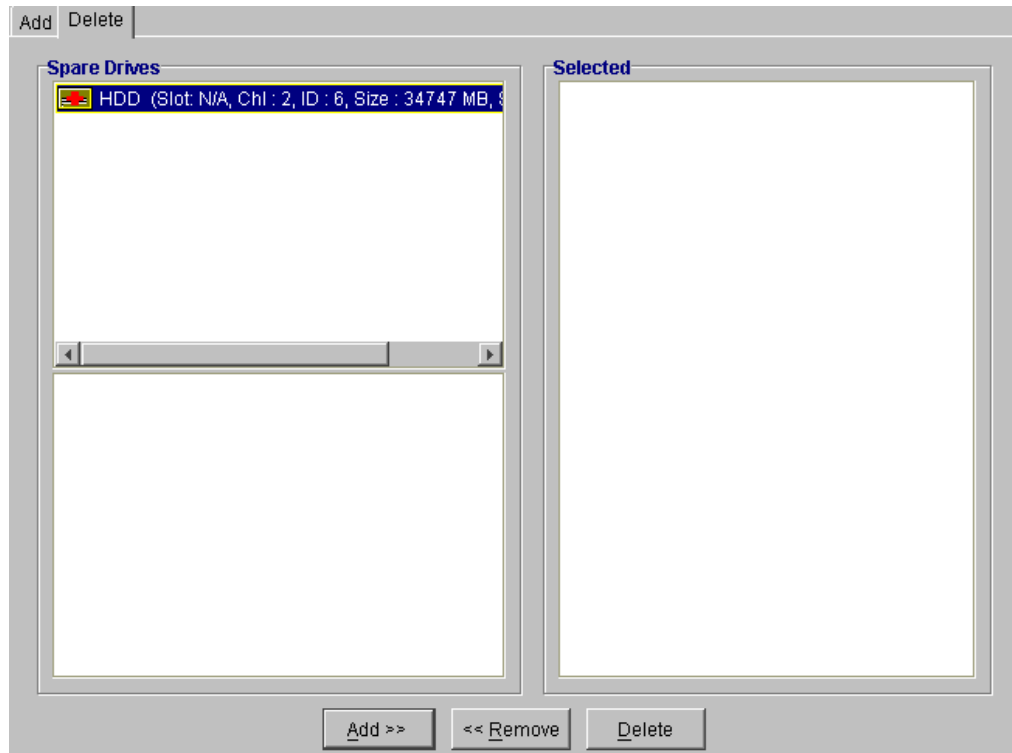 Add Delete
Spare Drives
HDD (Slot: N/A, Chl : 2, ID : 6, Size : 34747 MB,
Selected
Add >>
<< Remove
Delete